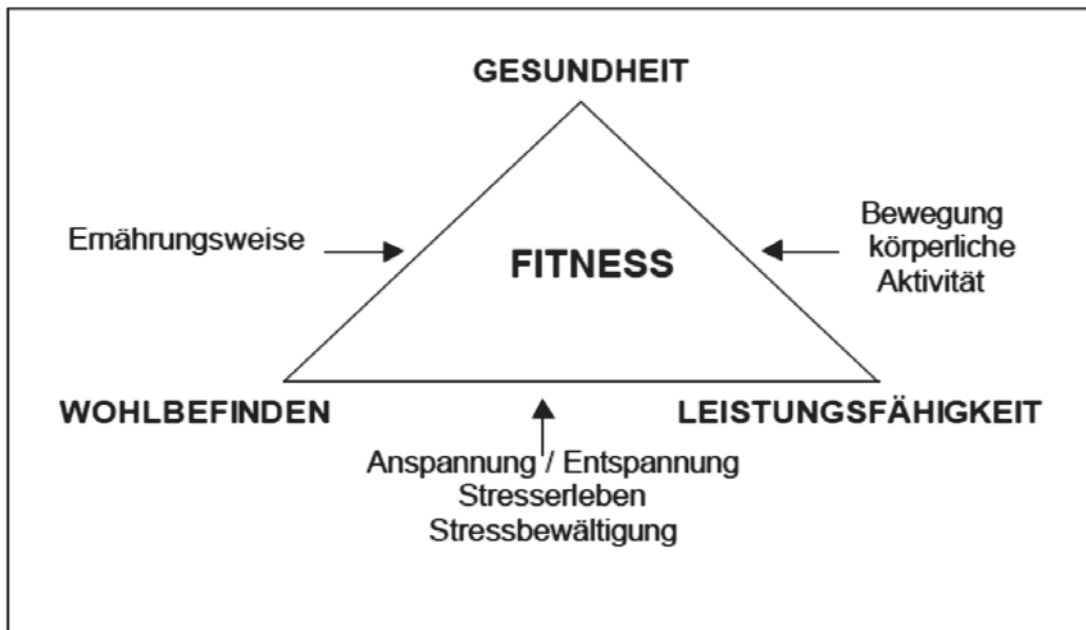 GESUNDHEIT
Ernährungsweise
FITNESS
Bewegung
körperliche
Aktivität
WOHLBEFINDEN
LEISTUNGSFÄHIGKEIT
Anspannung / Entspannung
Stresserleben
Stressbewältigung